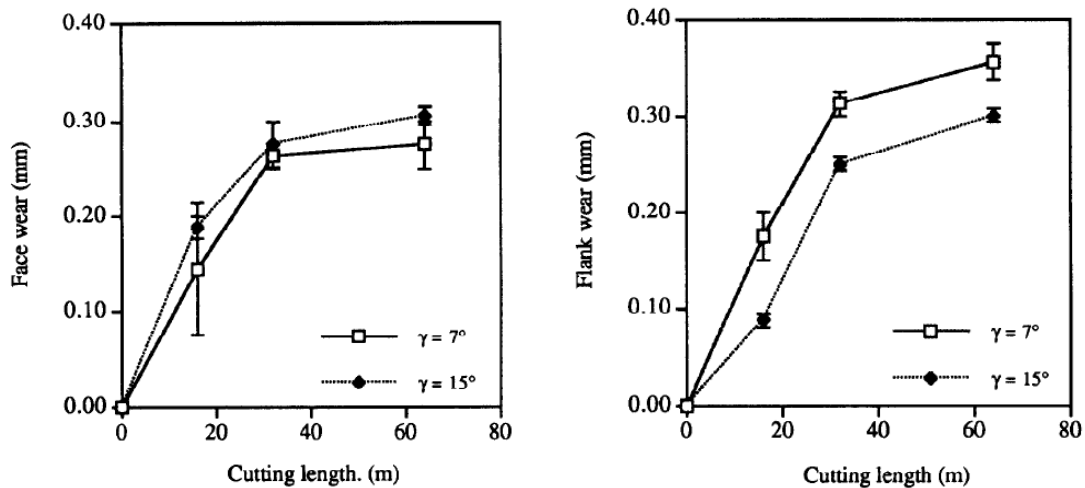 0.40
0.30
0.20
0.10
0.00
Face wear (mm)
γ = 7°
γ = 15°
0
20
40
60
80
Cutting length. (m)
0.40
0.30
0.20
0.10
0.00
Flank wear (mm)
γ = 7°
γ = 15°
0
20
40
60
80
Cutting length (m)